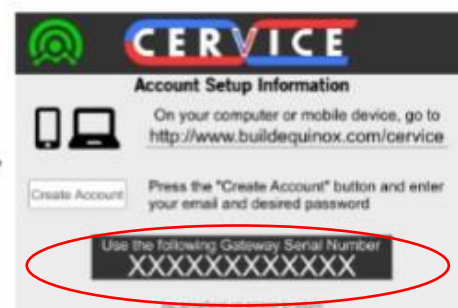 CERVICE
Account Setup Information
On your computer or mobile device, go to
http://www.buildequinox.com/cervice
Create Account
Press the "Create Account" button and enter
your email and desired password
Use the following Gateway Serial Number
XXXXXXXXXXXX